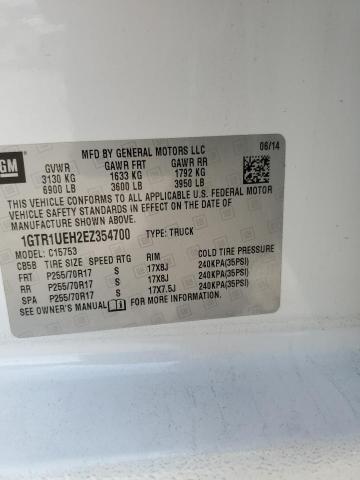 GM
MFD BY GENERAL MOTORS LLC 06/14
GVWR GAWR FRT GAWR RR
3130 KG 1633 KG 1792 KG
6900 LB 3600 LB 3950 LB
THIS VEHICLE CONFORMS TO ALL APPLICABLE U.S. FEDERAL MOTOR
VEHICLE SAFETY STANDARDS IN EFFECT ON THE DATE OF
MANUFACTURE SHOWN ABOVE.
1GTR1UEH2EZ354700 TYPE: TRUCK
MODEL: C15753
CB5B TIRE SIZE SPEED RTG RIM COLD TIRE PRESSURE
FRT P255/70R17 S 17X8J 240KPA(35PSI)
RR P255/70R17 S 17X8J 240KPA(35PSI)
SPA P255/70R17 S 17X7.5J 240KPA(35PSI)
SEE OWNER'S MANUAL FOR MORE INFORMATION.